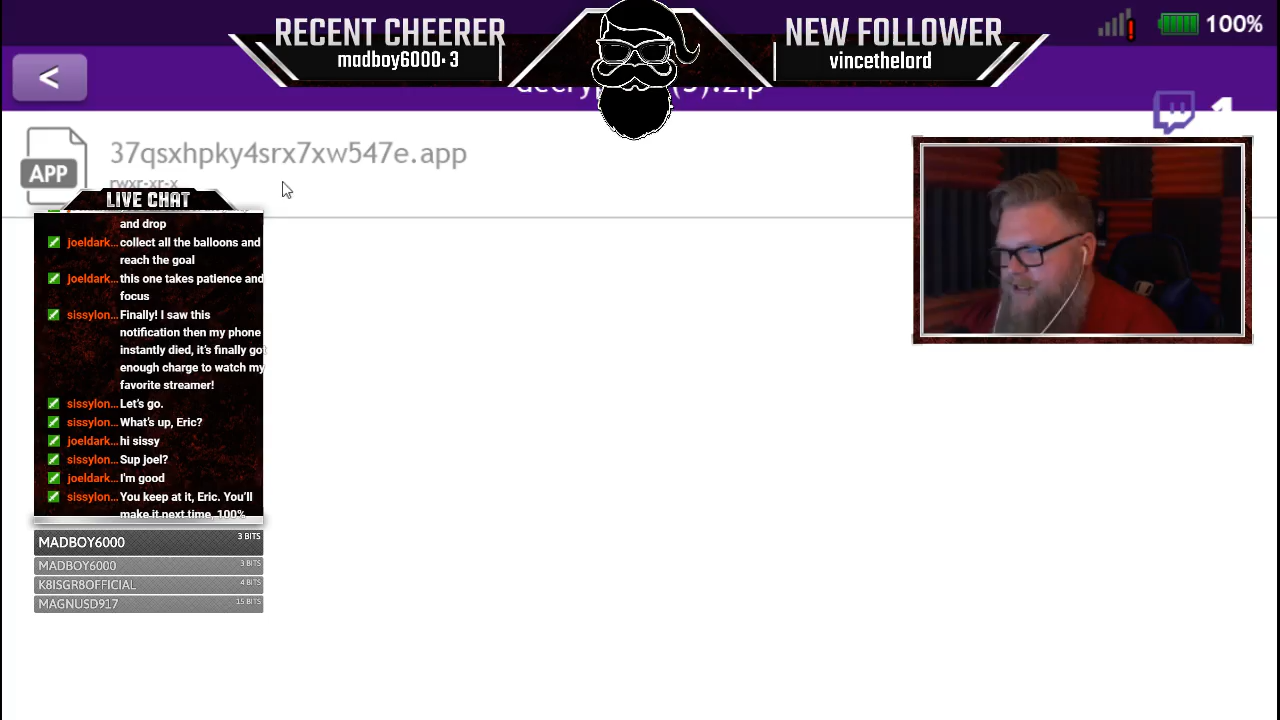 RECENT CHEERER
madboy6000• 3
NEW FOLLOWER
vincethelord
100%
<
37qsxhpky4srx7xw547e.app
APP
rwxr-xr-x
LIVE CHAT
and drop
joeldark... collect all the balloons and
reach the goal
joeldark... this one takes patience and
focus
sissylon... Finally! I saw this
notification then my phone
instantly died, it's finally got
enough charge to watch my
favorite streamer!
sissylon... Let's go.
sissylon... What's up, Eric?
joeldark... hi sissy
sissylon... Sup joel?
joeldark... I'm good
sissylon... You keep at it, Eric. You'll
make it next time, 100%
MADBOY6000 3 BITS
MADBOY6000 3 BITS
K8ISGR8OFFICIAL 4 BITS
MAGNUSD917 15 BITS